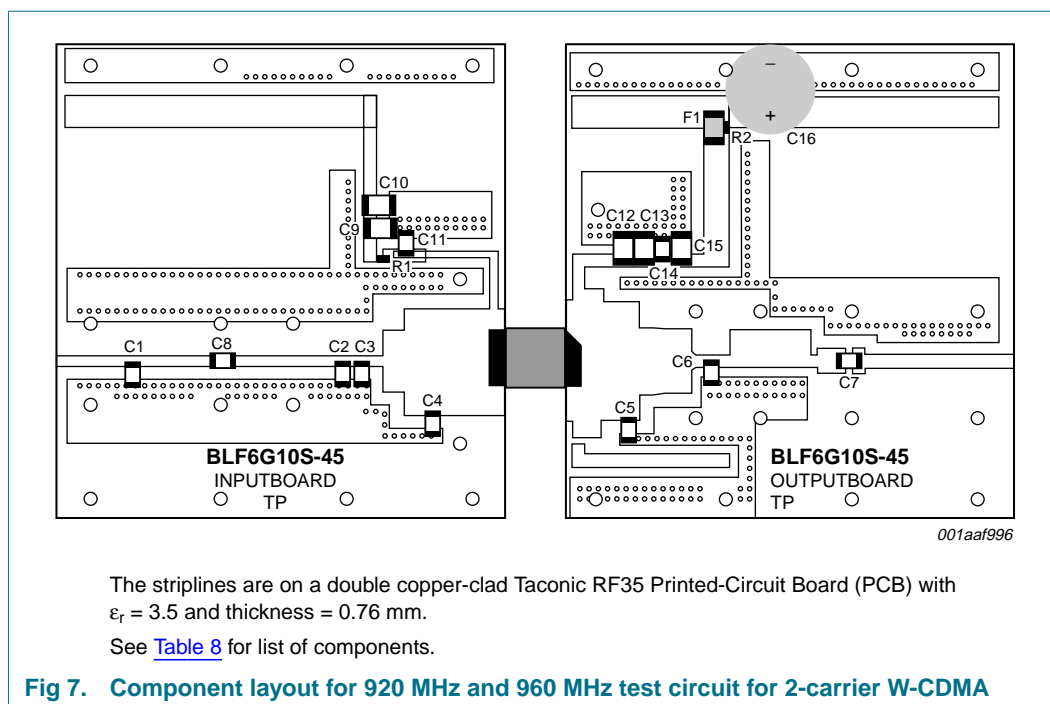 C10
C9
C11
R1
C1
C8
C2 C3
C4
BLF6G10S-45
INPUTBOARD
TP
–
+
F1
R2
C16
C12 C13
C15
C14
C6
C7
C5
BLF6G10S-45
OUTPUTBOARD
TP
001aaf996
The striplines are on a double copper-clad Taconic RF35 Printed-Circuit Board (PCB) with
εr = 3.5 and thickness = 0.76 mm.
See Table 8 for list of components.
Fig 7. Component layout for 920 MHz and 960 MHz test circuit for 2-carrier W-CDMA